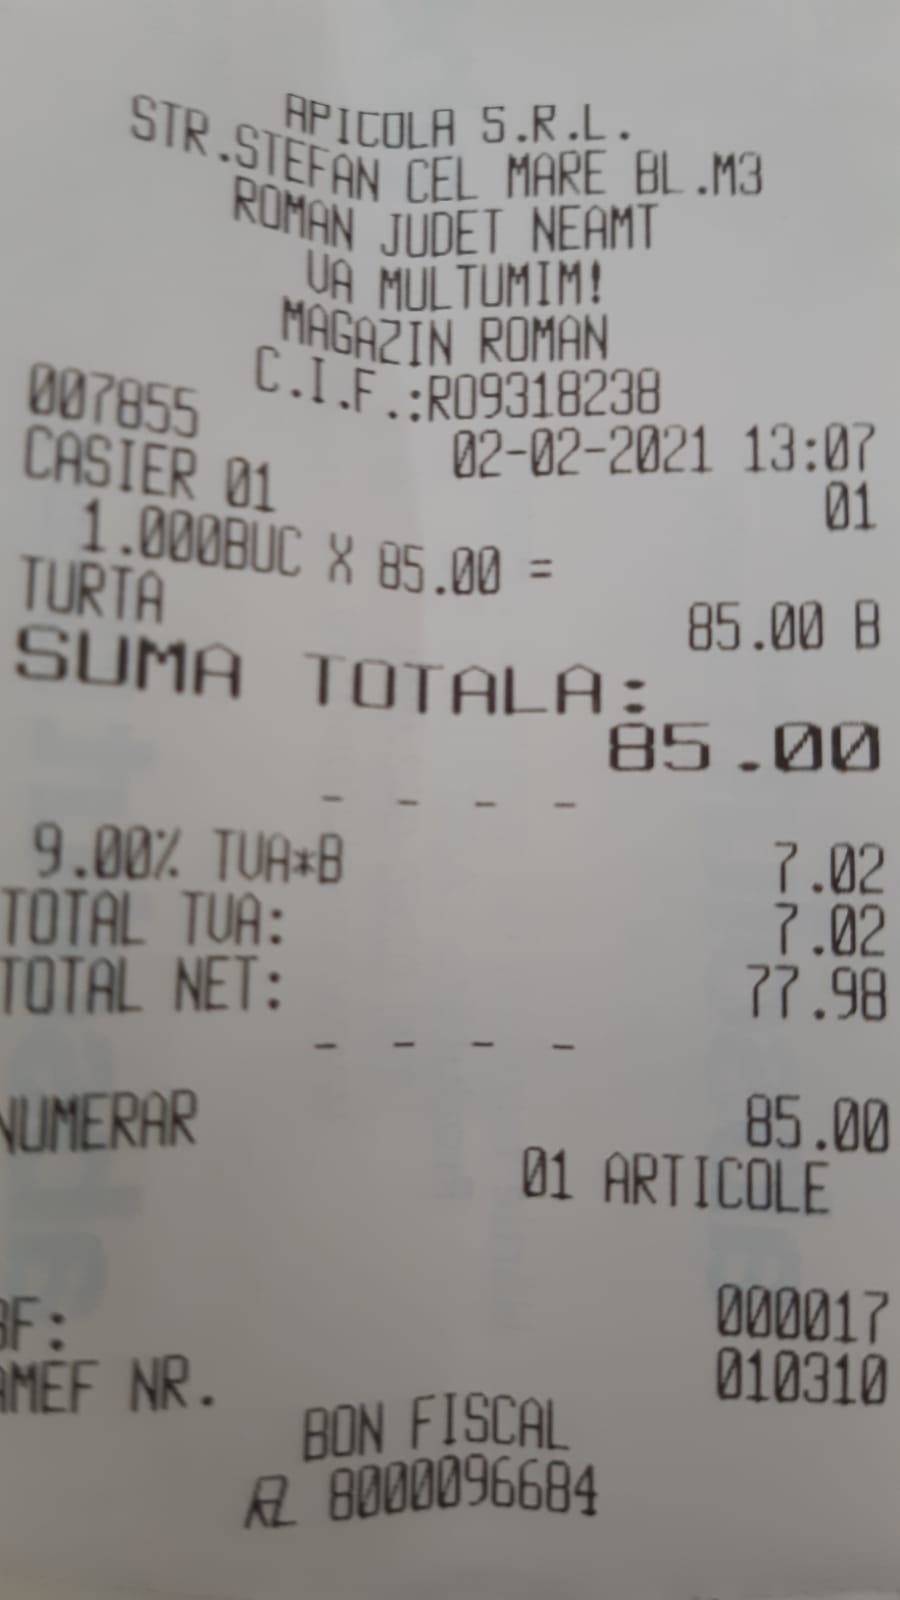 APICOLA S.R.L.
STR.STEFAN CEL MARE BL.M3
ROMAN JUDET NEAMT
VA MULTUMIM!
MAGAZIN ROMAN
C.I.F.:RO9318238
007855 02-02-2021 13:07
CASIER 01 01
1.000BUC X 85.00 =
TURTA 85.00 B
SUMA TOTALA:
85.00
- - - -
9.00% TVA*B 7.02
TOTAL TVA: 7.02
TOTAL NET: 77.98
- - - -
NUMERAR 85.00
01 ARTICOLE
BF: 000017
AMEF NR. 010310
BON FISCAL
8000096684